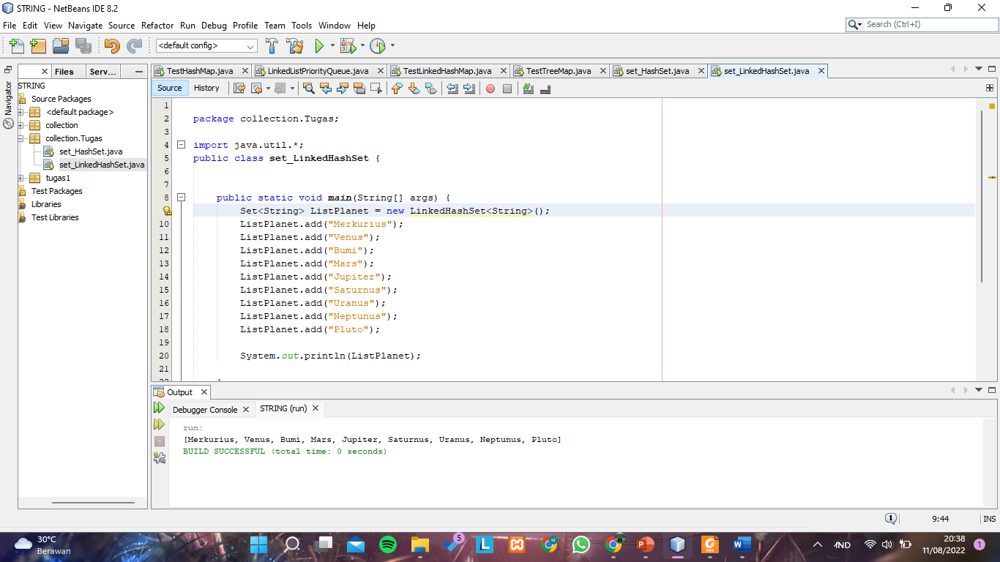 STRING - NetBeans IDE 8.2
File Edit View Navigate Source Refactor Run Debug Profile Team Tools Window Help
Search (Ctrl+I)
<default config>
Files Serv...
TestHashMap.java LinkedListPriorityQueue.java TestLinkedHashMap.java TestTreeMap.java set_HashSet.java set_LinkedHashSet.java
Navigator
STRING
Source Packages
<default package>
collection
collection.Tugas
set_HashSet.java
set_LinkedHashSet.java
tugas1
Test Packages
Libraries
Test Libraries
Source History
1
2 package collection.Tugas;
3
4 import java.util.*;
5 public class set_LinkedHashSet {
6
7
8 public static void main(String[] args) {
Set<String> ListPlanet = new LinkedHashSet<String>();
10 ListPlanet.add("Merkurius");
11 ListPlanet.add("Venus");
12 ListPlanet.add("Bumi");
13 ListPlanet.add("Mars");
14 ListPlanet.add("Jupiter");
15 ListPlanet.add("Saturnus");
16 ListPlanet.add("Uranus");
17 ListPlanet.add("Neptunus");
18 ListPlanet.add("Pluto");
19
20 System.out.println(ListPlanet);
21
Output
Debugger Console STRING (run)
run:
[Merkurius, Venus, Bumi, Mars, Jupiter, Saturnus, Uranus, Neptunus, Pluto]
BUILD SUCCESSFUL (total time: 0 seconds)
1 9:44 INS
30°C
Berawan
5
IND
20:38
11/08/2022
1